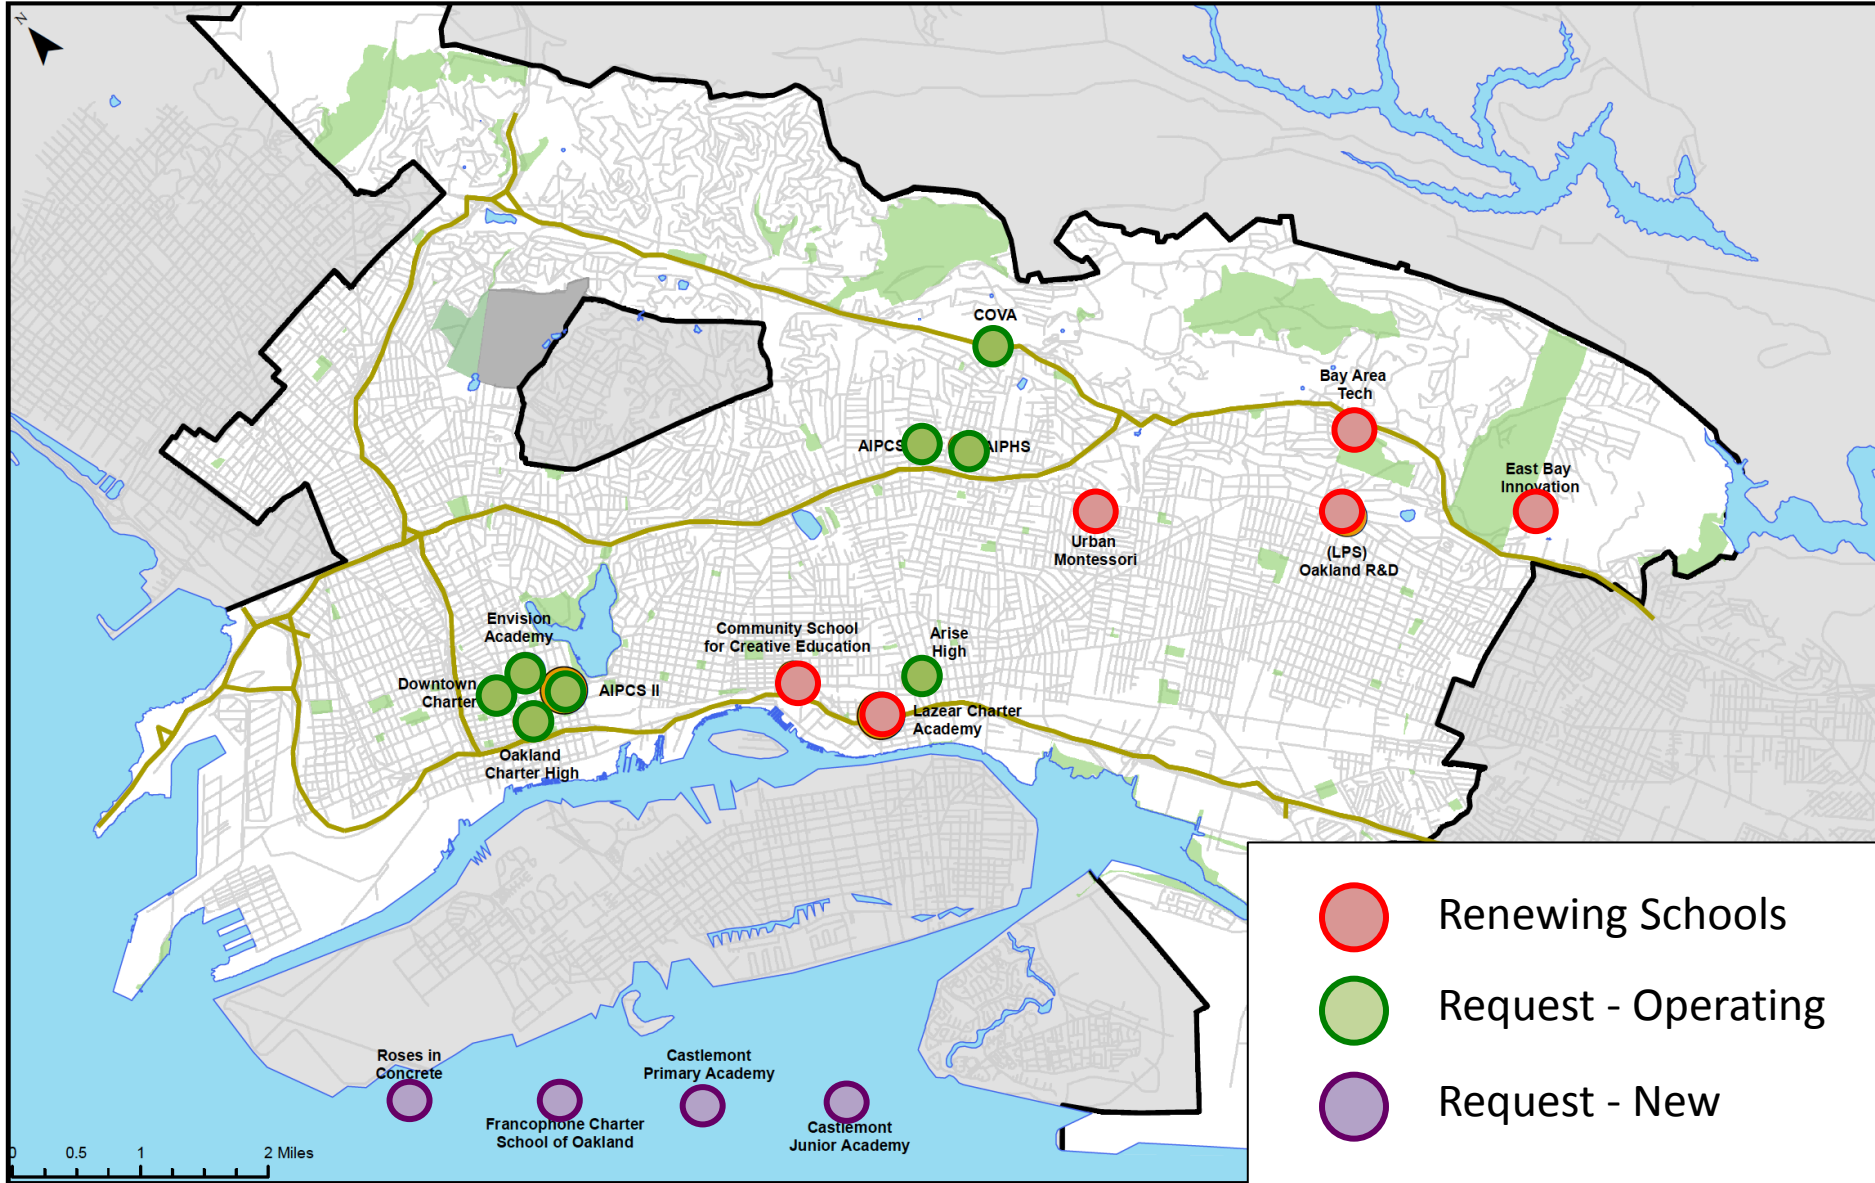 N
COVA
Bay Area
Tech
AIPCS
AIPHS
East Bay
Innovation
Urban
Montessori
(LPS)
Oakland R&D
Envision
Academy
Community School
for Creative Education
Arise
High
Downtown
Charter
AIPCS II
Lazear Charter
Academy
Oakland
Charter High
Renewing Schools
Request - Operating
Request - New
Roses in
Concrete
Castlemont
Primary Academy
Francophone Charter
School of Oakland
Castlemont
Junior Academy
0 0.5 1 2 Miles